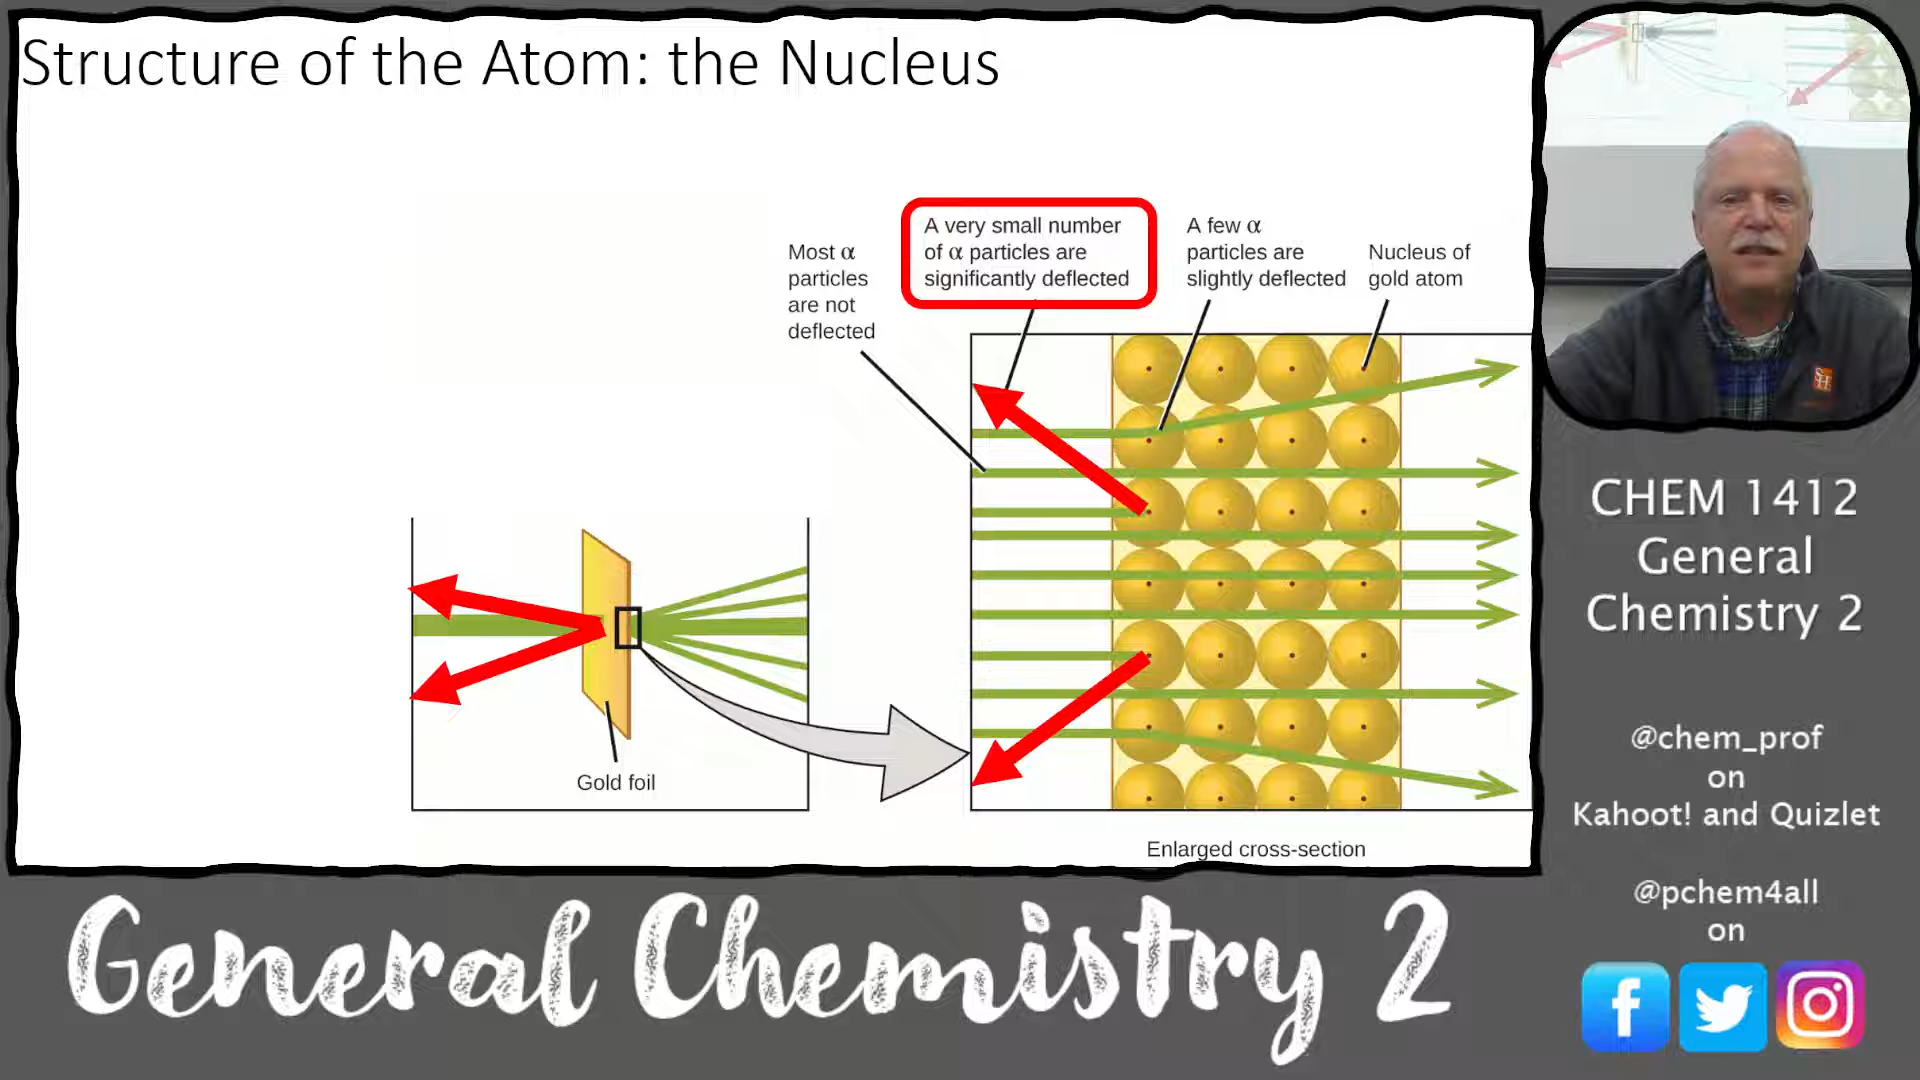 Structure of the Atom: the Nucleus
Most α
particles
are not
deflected
A very small number
of α particles are
significantly deflected
A few α
particles are
slightly deflected
Nucleus of
gold atom
Gold foil
Enlarged cross-section
SH
CHEM 1412
General
Chemistry 2
@chem_prof
on
Kahoot! and Quizlet
@pchem4all
on
General Chemistry 2